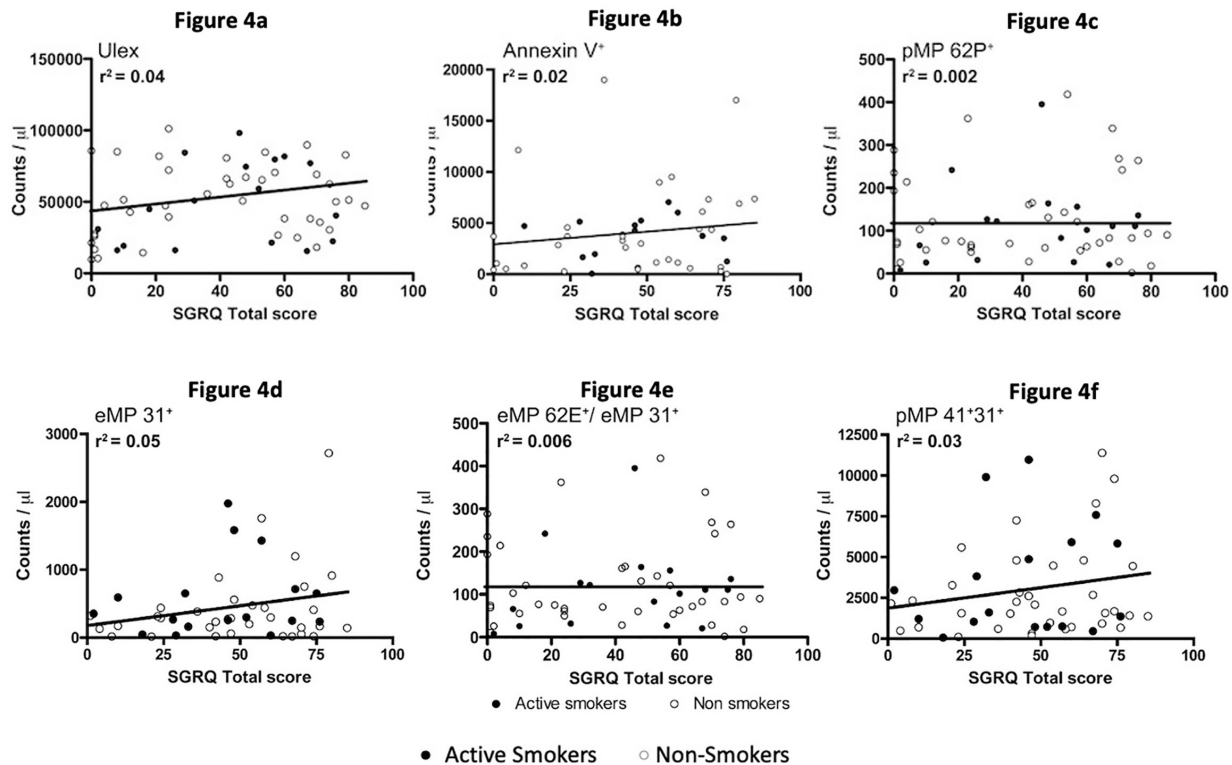 Figure 4a
Ulex
r² = 0.04
150000
100000
50000
0
Counts / µl
0 20 40 60 80 100
SGRQ Total score
Figure 4b
Annexin V⁺
r² = 0.02
20000
15000
10000
5000
0
Counts / µl
0 25 50 75 100
SGRQ Total score
Figure 4c
pMP 62P⁺
r² = 0.002
500
400
300
200
100
0
Counts / µl
0 20 40 60 80 100
SGRQ Total score
Figure 4d
eMP 31⁺
r² = 0.05
3000
2000
1000
0
Counts / µl
0 25 50 75 100
SGRQ Total score
Figure 4e
eMP 62E⁺/ eMP 31⁺
r² = 0.006
500
400
300
200
100
0
Counts / µl
0 20 40 60 80 100
SGRQ Total score
Active smokers Non smokers
Figure 4f
pMP 41⁺31⁺
r² = 0.03
12500
10000
7500
5000
2500
0
Counts / µl
0 25 50 75 100
SGRQ Total score
Active Smokers Non-Smokers